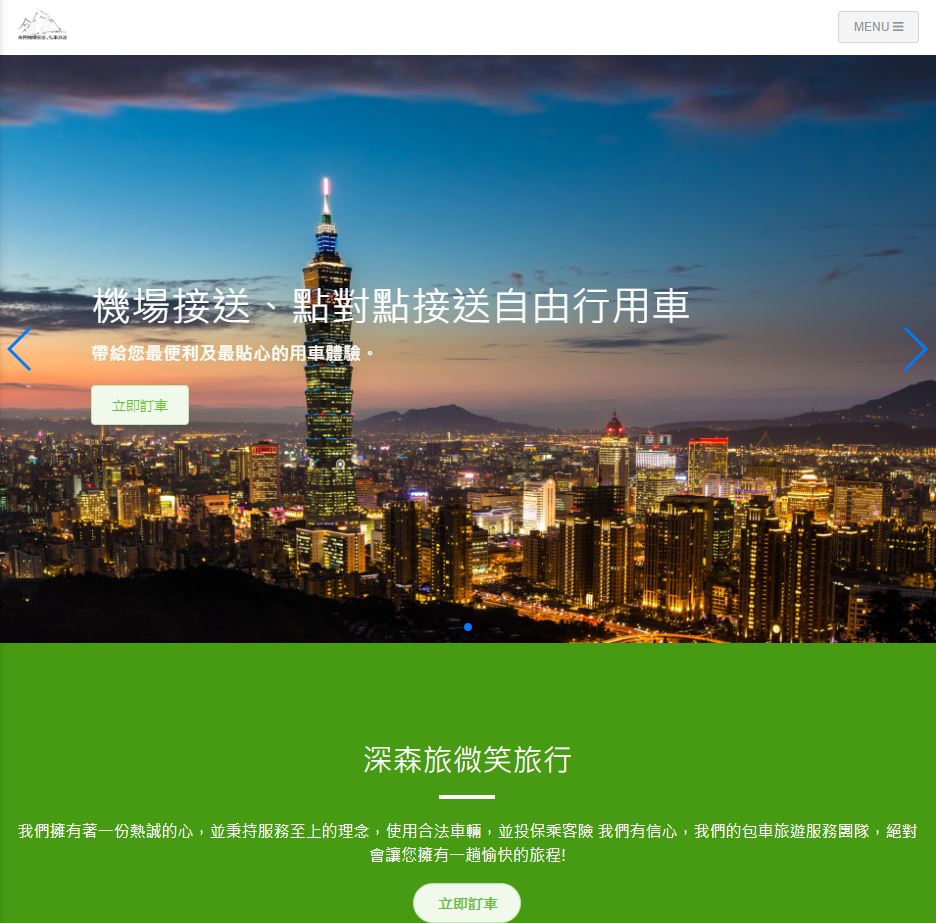 MENU
機場接送、點對點接送自由行用車
帶給您最便利及最貼心的用車體驗。
立即訂車
深森旅微笑旅行
我們擁有著一份熱誠的心，並秉持服務至上的理念，使用合法車輛，並投保乘客險 我們有信心，我們的包車旅遊服務團隊，絕對
會讓您擁有一趟愉快的旅程!
立即訂車